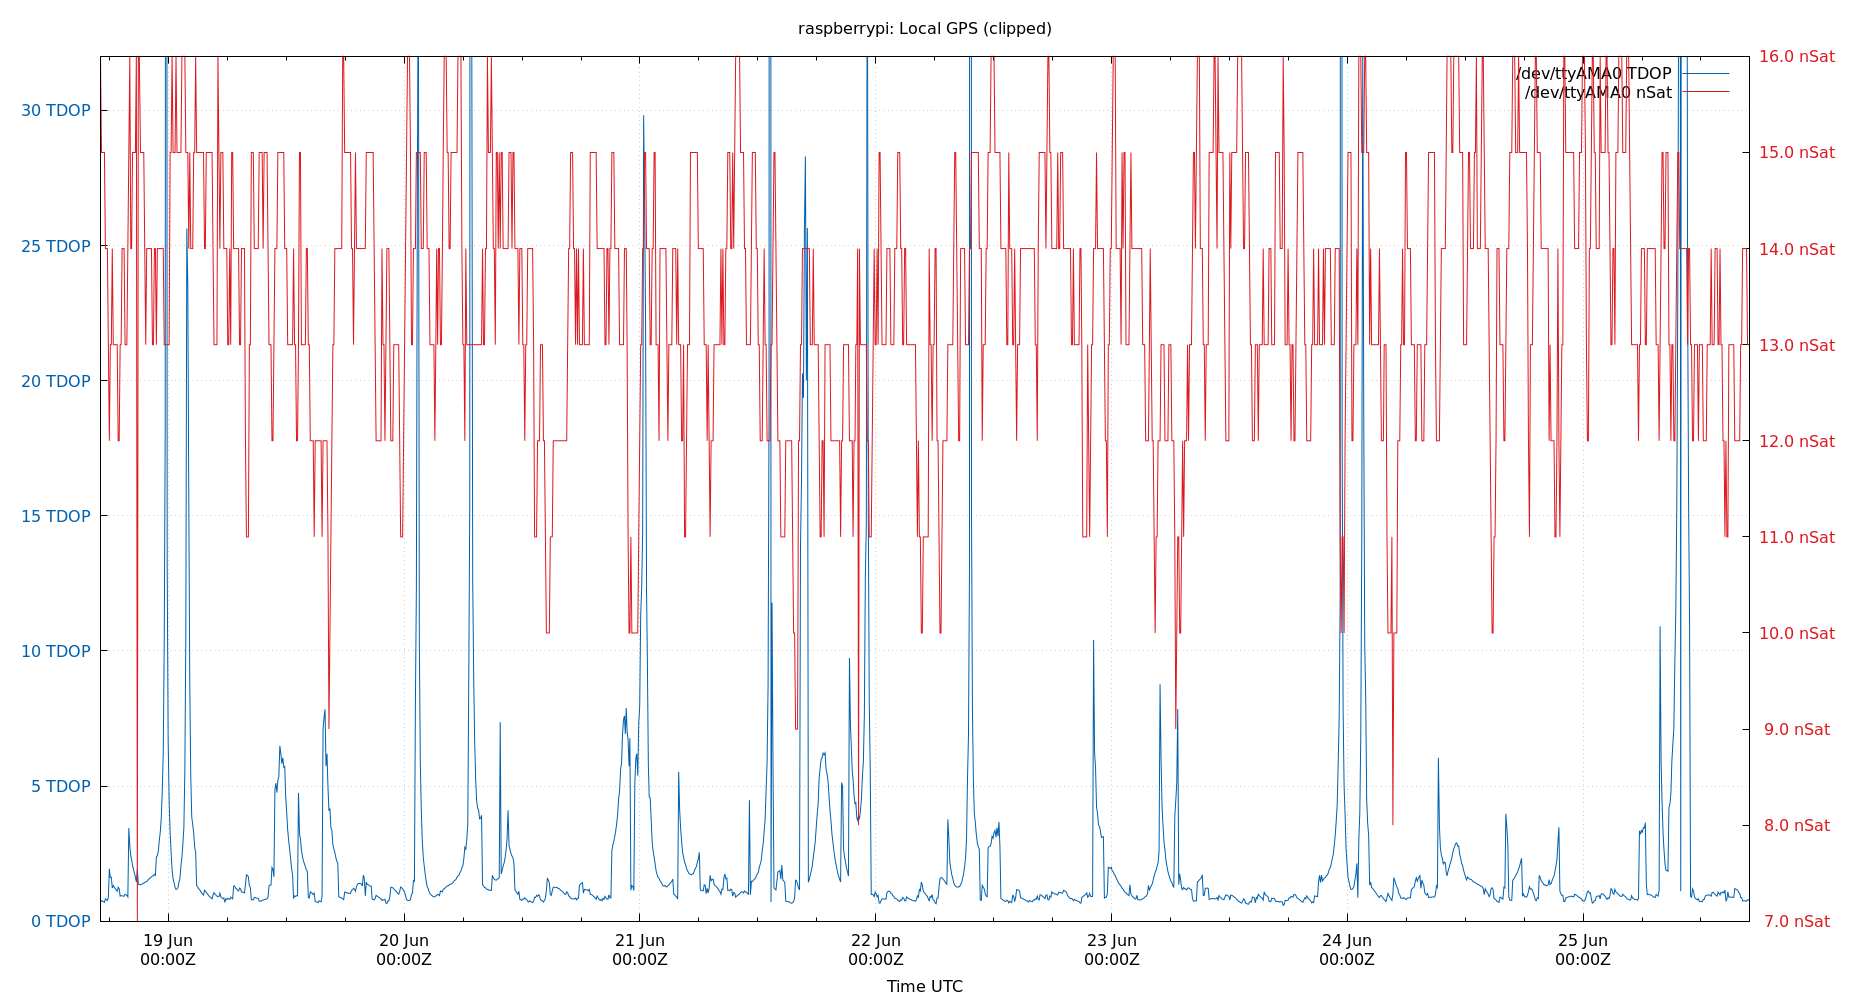 raspberrypi: Local GPS (clipped)
/dev/ttyAMA0 TDOP
/dev/ttyAMA0 nSat
30 TDOP
25 TDOP
20 TDOP
15 TDOP
10 TDOP
5 TDOP
0 TDOP
16.0 nSat
15.0 nSat
14.0 nSat
13.0 nSat
12.0 nSat
11.0 nSat
10.0 nSat
9.0 nSat
8.0 nSat
7.0 nSat
19 Jun
00:00Z
20 Jun
00:00Z
21 Jun
00:00Z
22 Jun
00:00Z
23 Jun
00:00Z
24 Jun
00:00Z
25 Jun
00:00Z
Time UTC